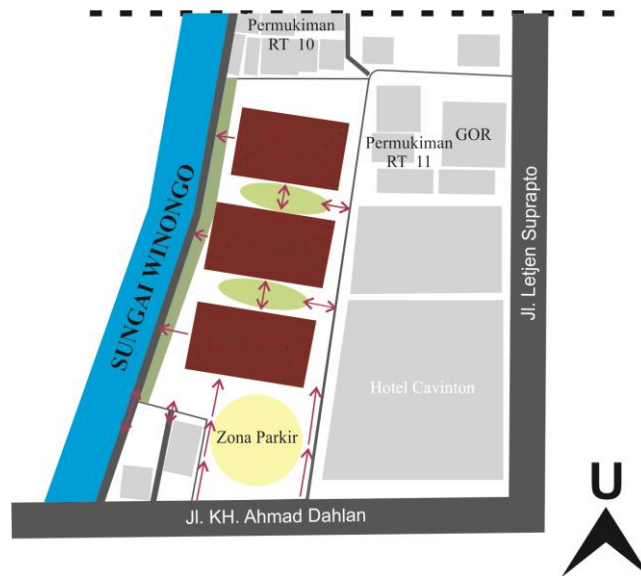 Permukiman
RT 10
Permukiman
RT 11
GOR
SUNGAI WINONGO
Jl. Letjen Suprapto
Hotel Cavinton
Zona Parkir
Jl. KH. Ahmad Dahlan
U